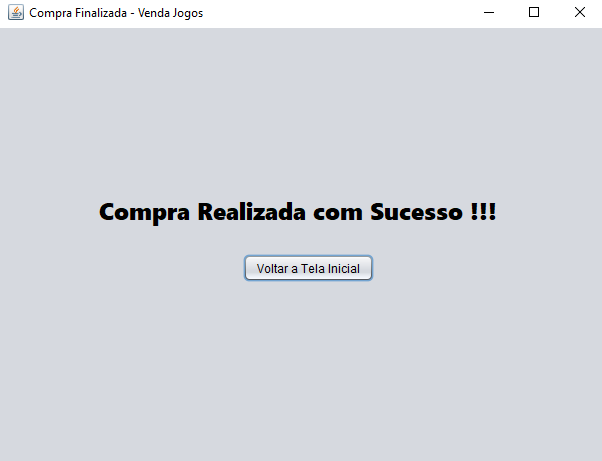 Compra Finalizada - Venda Jogos
Compra Realizada com Sucesso !!!
Voltar a Tela Inicial